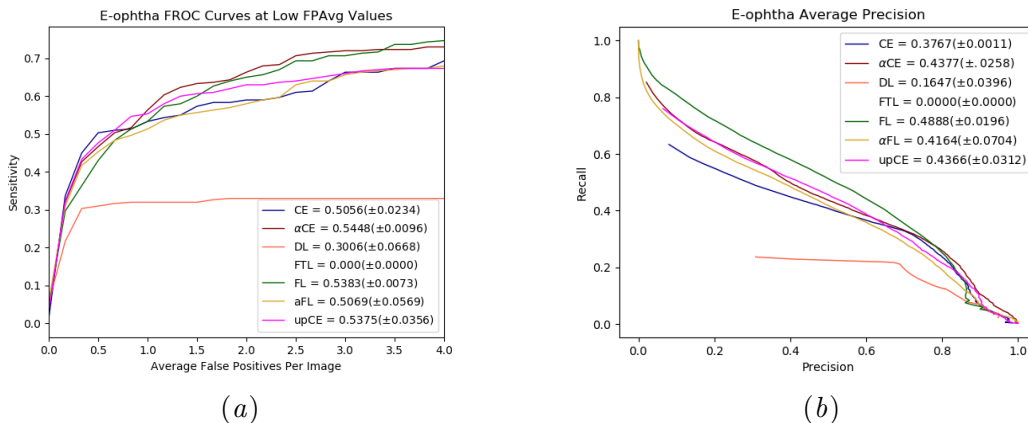 E-ophtha FROC Curves at Low FPAvg Values
Sensitivity
0.7
0.6
0.5
0.4
0.3
0.2
0.1
0.0
CE = 0.5056(±0.0234)
αCE = 0.5448(±0.0096)
DL = 0.3006(±0.0668)
FTL = 0.000(±0.0000)
FL = 0.5383(±0.0073)
aFL = 0.5069(±0.0569)
upCE = 0.5375(±0.0356)
0.0 0.5 1.0 1.5 2.0 2.5 3.0 3.5 4.0
Average False Positives Per Image
(a)
E-ophtha Average Precision
Recall
1.0
0.8
0.6
0.4
0.2
0.0
CE = 0.3767(±0.0011)
αCE = 0.4377(±.0258)
DL = 0.1647(±0.0396)
FTL = 0.0000(±0.0000)
FL = 0.4888(±0.0196)
αFL = 0.4164(±0.0704)
upCE = 0.4366(±0.0312)
0.0 0.2 0.4 0.6 0.8 1.0
Precision
(b)